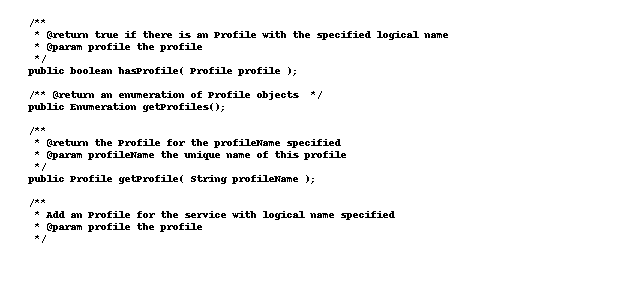 /**
 * @return true if there is an Profile with the specified logical name
 * @param profile the profile
 */
public boolean hasProfile( Profile profile );
/** @return an enumeration of Profile objects  */
public Enumeration getProfiles();
/**
 * @return the Profile for the profileName specified
 * @param profileName the unique name of this profile
 */
public Profile getProfile( String profileName );
/**
 * Add an Profile for the service with logical name specified
 * @param profile the profile
 */